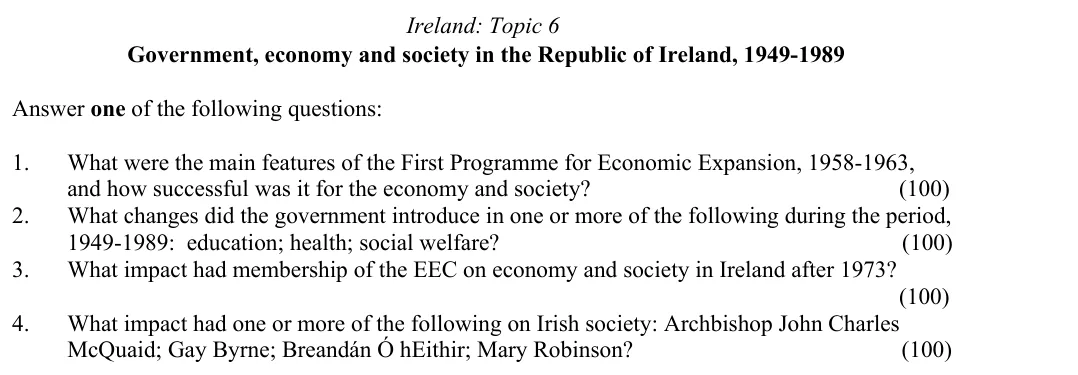 Ireland: Topic 6
Government, economy and society in the Republic of Ireland, 1949-1989
Answer one of the following questions:
1. What were the main features of the First Programme for Economic Expansion, 1958-1963,
and how successful was it for the economy and society? (100)
2. What changes did the government introduce in one or more of the following during the period,
1949-1989: education; health; social welfare? (100)
3. What impact had membership of the EEC on economy and society in Ireland after 1973?
(100)
4. What impact had one or more of the following on Irish society: Archbishop John Charles
McQuaid; Gay Byrne; Breandán Ó hEithir; Mary Robinson? (100)